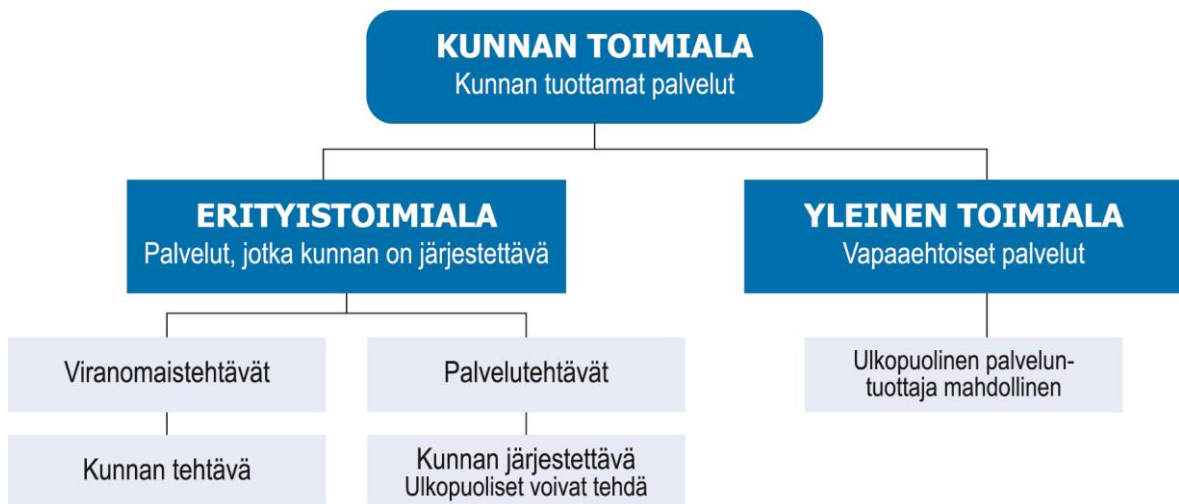 KUNNAN TOIMIALA
Kunnan tuottamat palvelut
ERITYISTOIMIALA
Palvelut, jotka kunnan on järjestettävä
YLEINEN TOIMIALA
Vapaaehtoiset palvelut
Viranomaistehtävät
Palvelutehtävät
Ulkopuolinen palvelun-
tuottaja mahdollinen
Kunnan tehtävä
Kunnan järjestettävä
Ulkopuoliset voivat tehdä